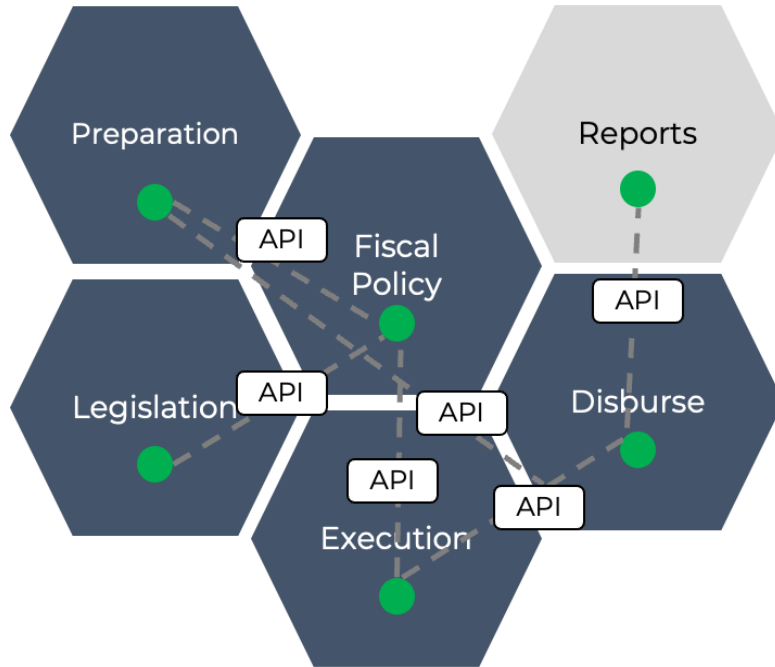 Preparation
Reports
API
Fiscal
Policy
API
API
Legislation
API
Disburse
API
API
Execution